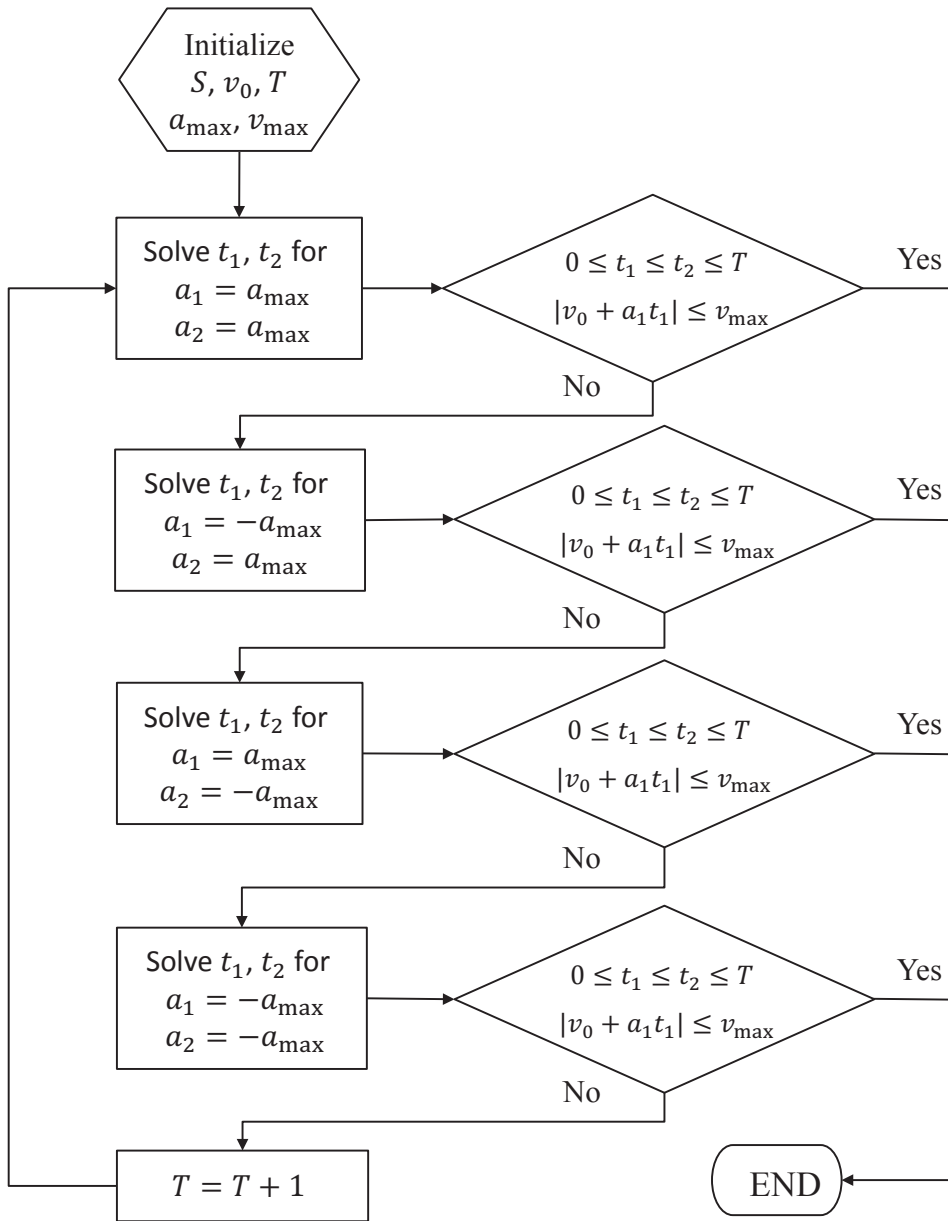 Initialize
S, v₀, T
a_max, v_max
Solve t₁, t₂ for
a₁ = a_max
a₂ = a_max
0 ≤ t₁ ≤ t₂ ≤ T
|v₀ + a₁t₁| ≤ v_max
Yes
No
Solve t₁, t₂ for
a₁ = −a_max
a₂ = a_max
0 ≤ t₁ ≤ t₂ ≤ T
|v₀ + a₁t₁| ≤ v_max
Yes
No
Solve t₁, t₂ for
a₁ = a_max
a₂ = −a_max
0 ≤ t₁ ≤ t₂ ≤ T
|v₀ + a₁t₁| ≤ v_max
Yes
No
Solve t₁, t₂ for
a₁ = −a_max
a₂ = −a_max
0 ≤ t₁ ≤ t₂ ≤ T
|v₀ + a₁t₁| ≤ v_max
Yes
No
T = T + 1
END